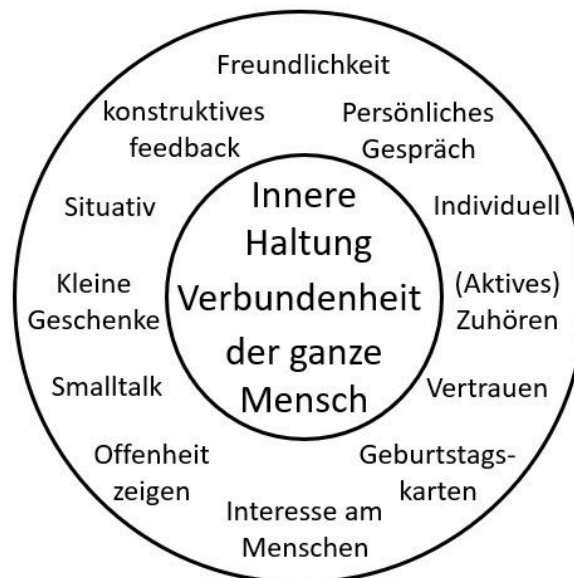 Freundlichkeit
konstruktives
feedback
Persönliches
Gespräch
Situativ
Individuell
Innere
Haltung
Verbundenheit
der ganze
Mensch
Kleine
Geschenke
(Aktives)
Zuhören
Smalltalk
Vertrauen
Offenheit
zeigen
Geburtstags-
karten
Interesse am
Menschen